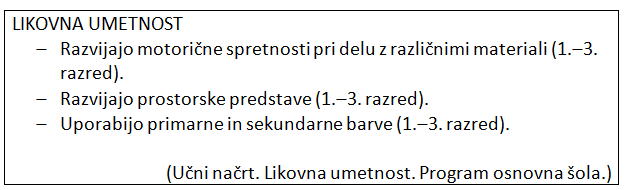 LIKOVNA UMETNOST
– Razvijajo motorične spretnosti pri delu z različnimi materiali (1.–3.
razred).
– Razvijajo prostorske predstave (1.–3. razred).
– Uporabijo primarne in sekundarne barve (1.–3. razred).
(Učni načrt. Likovna umetnost. Program osnovna šola.)